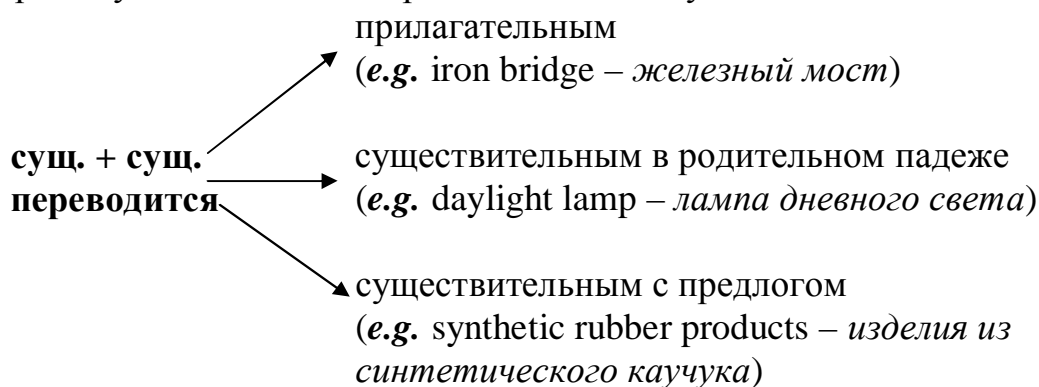 прилагательным
(e.g. iron bridge – железный мост)
сущ. + сущ.
переводится
существительным в родительном падеже
(e.g. daylight lamp – лампа дневного света)
существительным с предлогом
(e.g. synthetic rubber products – изделия из
синтетического каучука)